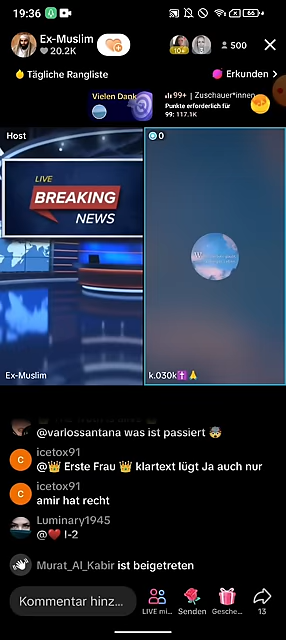 19:36
66
Ex-Muslim
20.2K
10+
500
Tägliche Rangliste
Erkunden >
Vielen Dank
99+ | Zuschauer*innen
Punkte erforderlich für
99: 117.1K
Host
0
LIVE
BREAKING
NEWS
Ex-Muslim
k.030k✝️🙏
@varlossantana was ist passiert 🤯
icetox91
@👑 Erste Frau 👑 klartext lügt Ja auch nur
icetox91
amir hat recht
Luminary1945
@❤️ I-2
Murat_Al_Kabir ist beigetreten
Kommentar hinz...
LIVE mi...
Senden
Gesche...
13